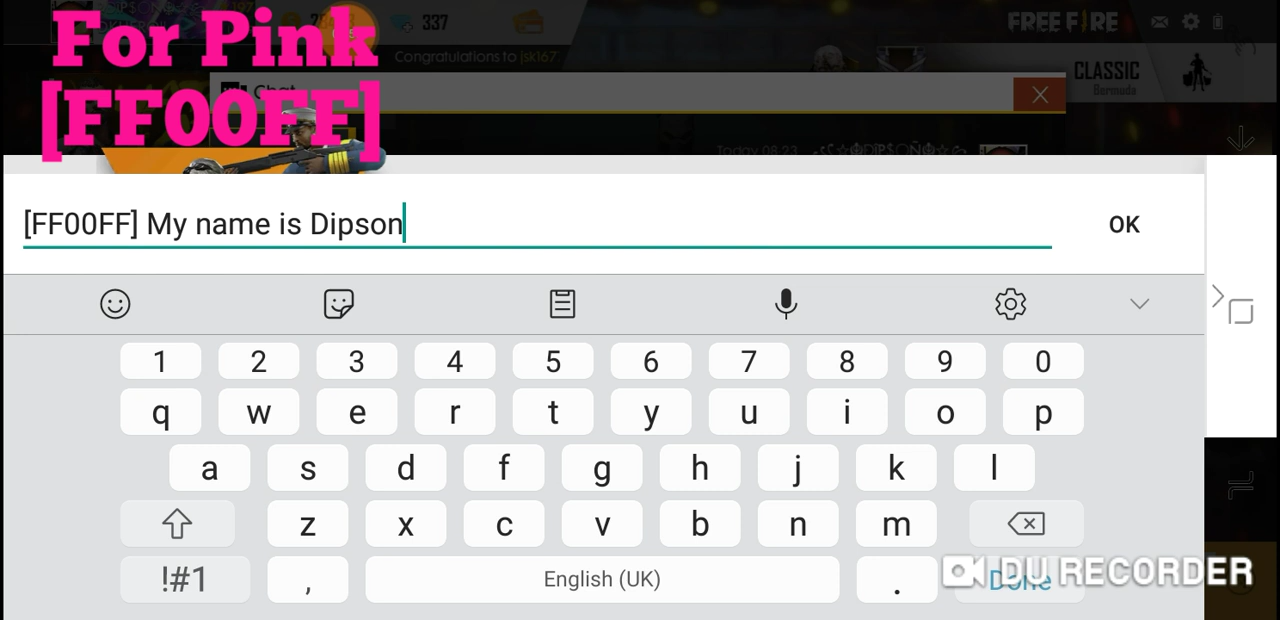 For Pink
[FF00FF]
337
FREE FIRE
Congratulations to jsk167
CLASSIC
Bermuda
Chat
Today 08:23
[FF00FF] My name is Dipson
OK
1 2 3 4 5 6 7 8 9 0
q w e r t y u i o p
a s d f g h j k l
z x c v b n m
!#1 , English (UK) . Done
DU RECORDER